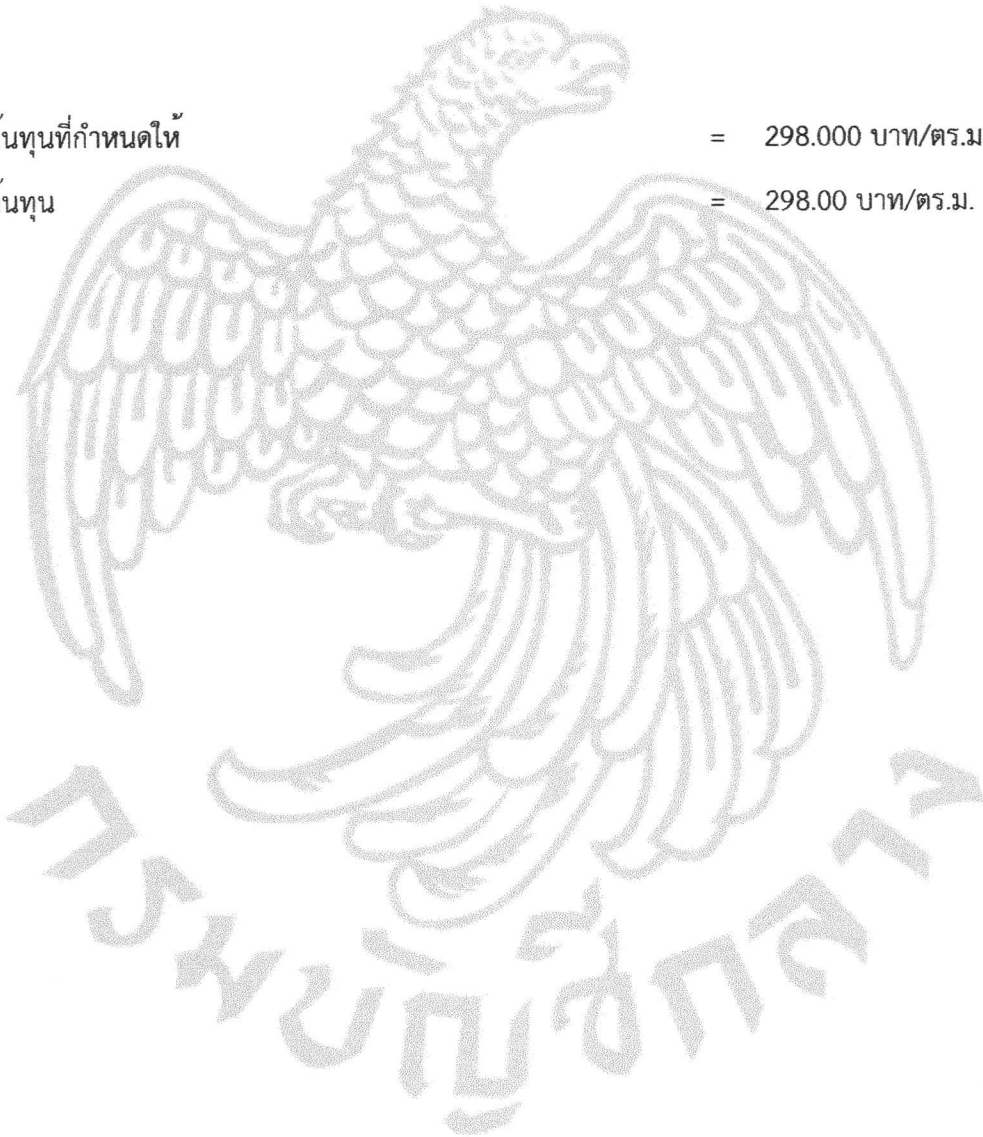 ้นทุนที่กำหนดให้ = 298.000 บาท/ตร.ม
้นทุน = 298.00 บาท/ตร.ม.
กรมบัญชีกลาง